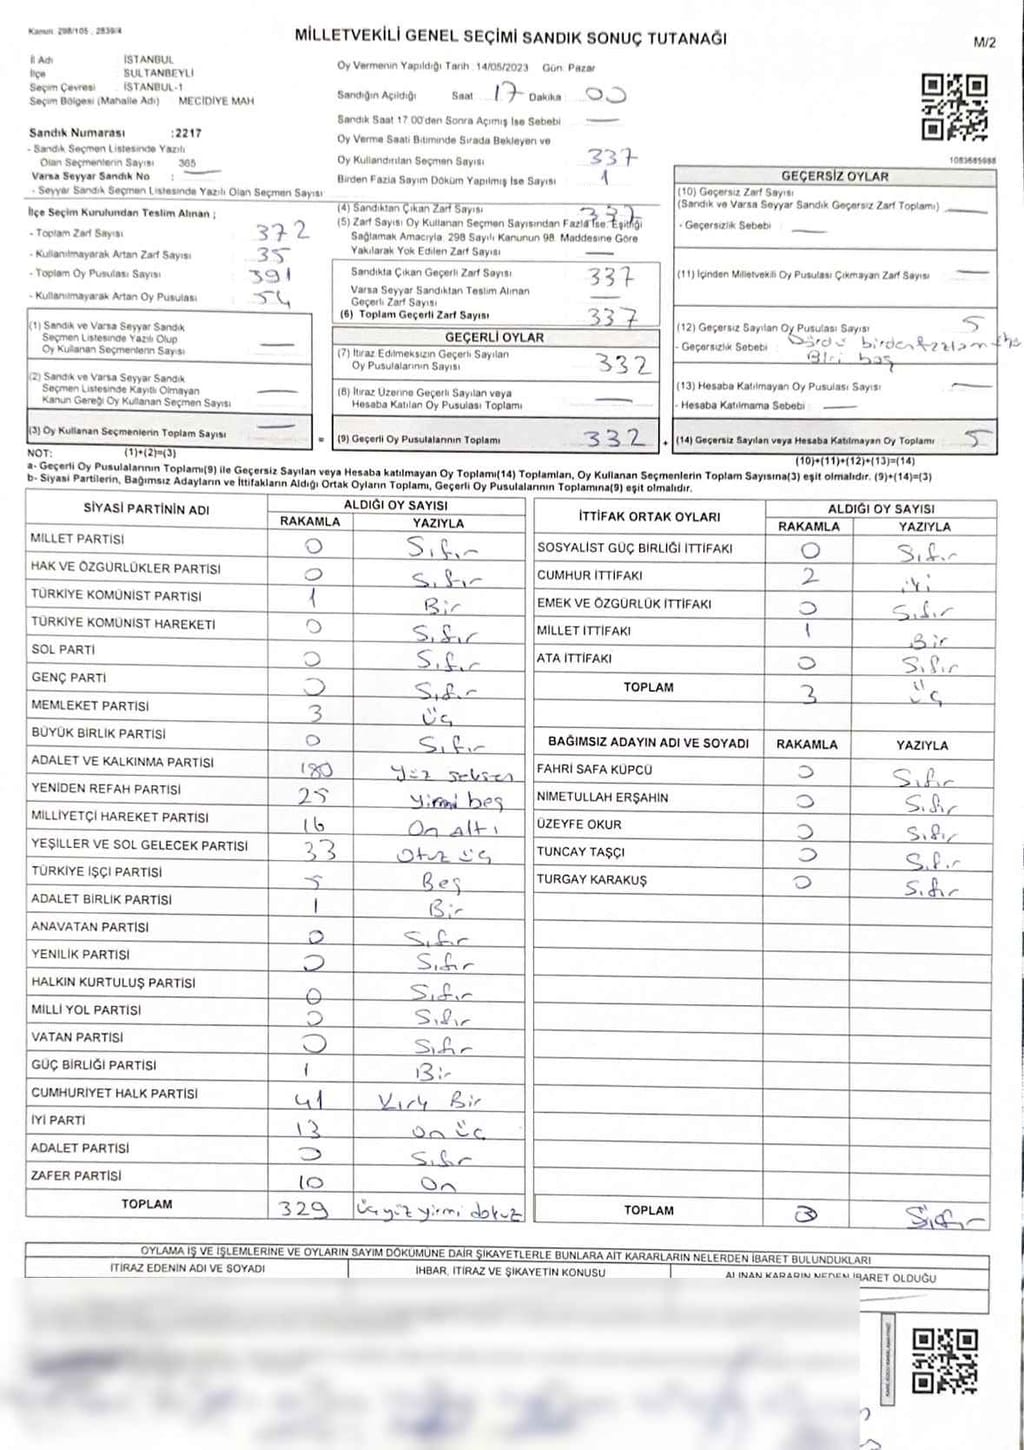 Kanun: 298/105 , 2839/4
MİLLETVEKİLİ GENEL SEÇİMİ SANDIK SONUÇ TUTANAĞI
M/2
İl Adı İSTANBUL
İlçe SULTANBEYLİ
Seçim Çevresi İSTANBUL-1
Seçim Bölgesi (Mahalle Adı) MECİDİYE MAH
Sandık Numarası :2217
- Sandık Seçmen Listesinde Yazılı
Olan Seçmenlerin Sayısı 365
Varsa Seyyar Sandık No :
- Seyyar Sandık Seçmen Listesinde Yazılı Olan Seçmen Sayısı
Oy Vermenin Yapıldığı Tarih 14/05/2023 Gün Pazar
Sandığın Açıldığı Saat 17 Dakika 00
Sandık Saat 17 00'den Sonra Açımış İse Sebebi
Oy Verme Saati Bitiminde Sırada Bekleyen ve
Oy Kullandırılan Seçmen Sayısı 337
Birden Fazla Sayım Döküm Yapılmış İse Sayısı 1
1083685988
İlçe Seçim Kurulundan Teslim Alınan ;
- Toplam Zarf Sayısı 372
- Kullanılmayarak Artan Zarf Sayısı 35
- Toplam Oy Pusulası Sayısı 391
- Kullanılmayarak Artan Oy Pusulası 54
(1) Sandık ve Varsa Seyyar Sandık
Seçmen Listesinde Yazılı Olup
Oy Kullanan Seçmenlerin Sayısı
(2) Sandık ve Varsa Seyyar Sandık
Seçmen Listesinde Kayıtlı Olmayan
Kanun Gereği Oy Kullanan Seçmen Sayısı
(3) Oy Kullanan Seçmenlerin Toplam Sayısı
(4) Sandıktan Çıkan Zarf Sayısı 337
(5) Zarf Sayısı Oy Kullanan Seçmen Sayısından Fazla İse, Eşitliği
Sağlamak Amacıyla, 298 Sayılı Kanunun 98. Maddesine Göre
Yakılarak Yok Edilen Zarf Sayısı
Sandıkta Çıkan Geçerli Zarf Sayısı 337
Varsa Seyyar Sandıktan Teslim Alınan
Geçerli Zarf Sayısı
(6) Toplam Geçerli Zarf Sayısı 337
GEÇERLİ OYLAR
(7) İtiraz Edilmeksizin Geçerli Sayılan
Oy Pusulalarının Sayısı 332
(8) İtiraz Üzerine Geçerli Sayılan veya
Hesaba Katılan Oy Pusulası Toplamı
= (9) Geçerli Oy Pusulalarının Toplamı 332 +
GEÇERSİZ OYLAR
(10) Geçersiz Zarf Sayısı
(Sandık ve Varsa Seyyar Sandık Geçersiz Zarf Toplamı)
- Geçersizlik Sebebi
(11) İçinden Milletvekili Oy Pusulası Çıkmayan Zarf Sayısı
(12) Geçersiz Sayılan Oy Pusulası Sayısı 5
- Geçersizlik Sebebi : Dördü birden fazla
Biri boş
(13) Hesaba Katılmayan Oy Pusulası Sayısı
- Hesaba Katılmama Sebebi
(14) Geçersiz Sayılan veya Hesaba Katılmayan Oy Toplamı 5
NOT: (1)+(2)=(3)
(10)+(11)+(12)+(13)=(14)
a- Geçerli Oy Pusulalarının Toplamı(9) ile Geçersiz Sayılan veya Hesaba katılmayan Oy Toplamı(14) Toplamları, Oy Kullanan Seçmenlerin Toplam Sayısına(3) eşit olmalıdır. (9)+(14)=(3)
b- Siyasi Partilerin, Bağımsız Adayların ve İttifakların Aldığı Ortak Oyların Toplamı, Geçerli Oy Pusulalarının Toplamına(9) eşit olmalıdır.
SİYASİ PARTİNİN ADI ALDIĞI OY SAYISI
RAKAMLA YAZIYLA
MİLLET PARTİSİ 0 Sıfır
HAK VE ÖZGÜRLÜKLER PARTİSİ 0 Sıfır
TÜRKİYE KOMÜNİST PARTİSİ 1 Bir
TÜRKİYE KOMÜNİST HAREKETİ 0 Sıfır
SOL PARTİ 0 Sıfır
GENÇ PARTİ 0 Sıfır
MEMLEKET PARTİSİ 3 Üç
BÜYÜK BİRLİK PARTİSİ 0 Sıfır
ADALET VE KALKINMA PARTİSİ 180 Yüz seksen
YENİDEN REFAH PARTİSİ 25 Yirmi beş
MİLLİYETÇİ HAREKET PARTİSİ 16 On Altı
YEŞİLLER VE SOL GELECEK PARTİSİ 33 Otuz üç
TÜRKİYE İŞÇİ PARTİSİ 5 Beş
ADALET BİRLİK PARTİSİ 1 Bir
ANAVATAN PARTİSİ 0 Sıfır
YENİLİK PARTİSİ 0 Sıfır
HALKIN KURTULUŞ PARTİSİ 0 Sıfır
MİLLİ YOL PARTİSİ 0 Sıfır
VATAN PARTİSİ 0 Sıfır
GÜÇ BİRLİĞİ PARTİSİ 1 Bir
CUMHURİYET HALK PARTİSİ 41 Kırk Bir
İYİ PARTİ 13 On üç
ADALET PARTİSİ 0 Sıfır
ZAFER PARTİSİ 10 On
TOPLAM 329 üçyüz yirmi dokuz
İTTİFAK ORTAK OYLARI ALDIĞI OY SAYISI
RAKAMLA YAZIYLA
SOSYALİST GÜÇ BİRLİĞİ İTTİFAKI 0 Sıfır
CUMHUR İTTİFAKI 2 iki
EMEK VE ÖZGÜRLÜK İTTİFAKI 0 Sıfır
MİLLET İTTİFAKI 1 Bir
ATA İTTİFAKI 0 Sıfır
TOPLAM 3 Üç
BAĞIMSIZ ADAYIN ADI VE SOYADI RAKAMLA YAZIYLA
FAHRİ SAFA KÜPCÜ 0 Sıfır
NİMETULLAH ERŞAHİN 0 Sıfır
ÜZEYFE OKUR 0 Sıfır
TUNCAY TAŞÇI 0 Sıfır
TURGAY KARAKUŞ 0 Sıfır
TOPLAM Sıfır
OYLAMA İŞ VE İŞLEMLERİNE VE OYLARIN SAYIM DÖKÜMÜNE DAİR ŞİKAYETLERLE BUNLARA AİT KARARLARIN NELERDEN İBARET BULUNDUKLARI
İTİRAZ EDENİN ADI VE SOYADI İHBAR, İTİRAZ VE ŞİKAYETİN KONUSU ALINAN KARARIN NEDEN İBARET OLDUĞU